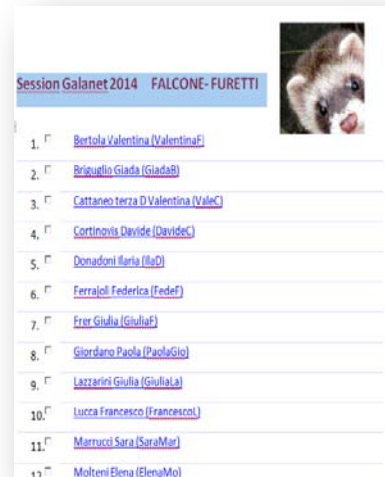 Session Galanet 2014 FALCONE- FURETTI
1. Bertola Valentina (ValentinaF)
2. Briguglio Giada (GiadaB)
3. Cattaneo terza D Valentina (ValeC)
4. Cortinovis Davide (DavideC)
5. Donadoni Ilaria (IlaD)
6. Ferrajoli Federica (FedeF)
7. Frer Giulia (GiuliaF)
8. Giordano Paola (PaolaGio)
9. Lazzarini Giulia (GiuliaLa)
10. Lucca Francesco (FrancescoL)
11. Marrucci Sara (SaraMar)
12 Molteni Elena (ElenaMo)